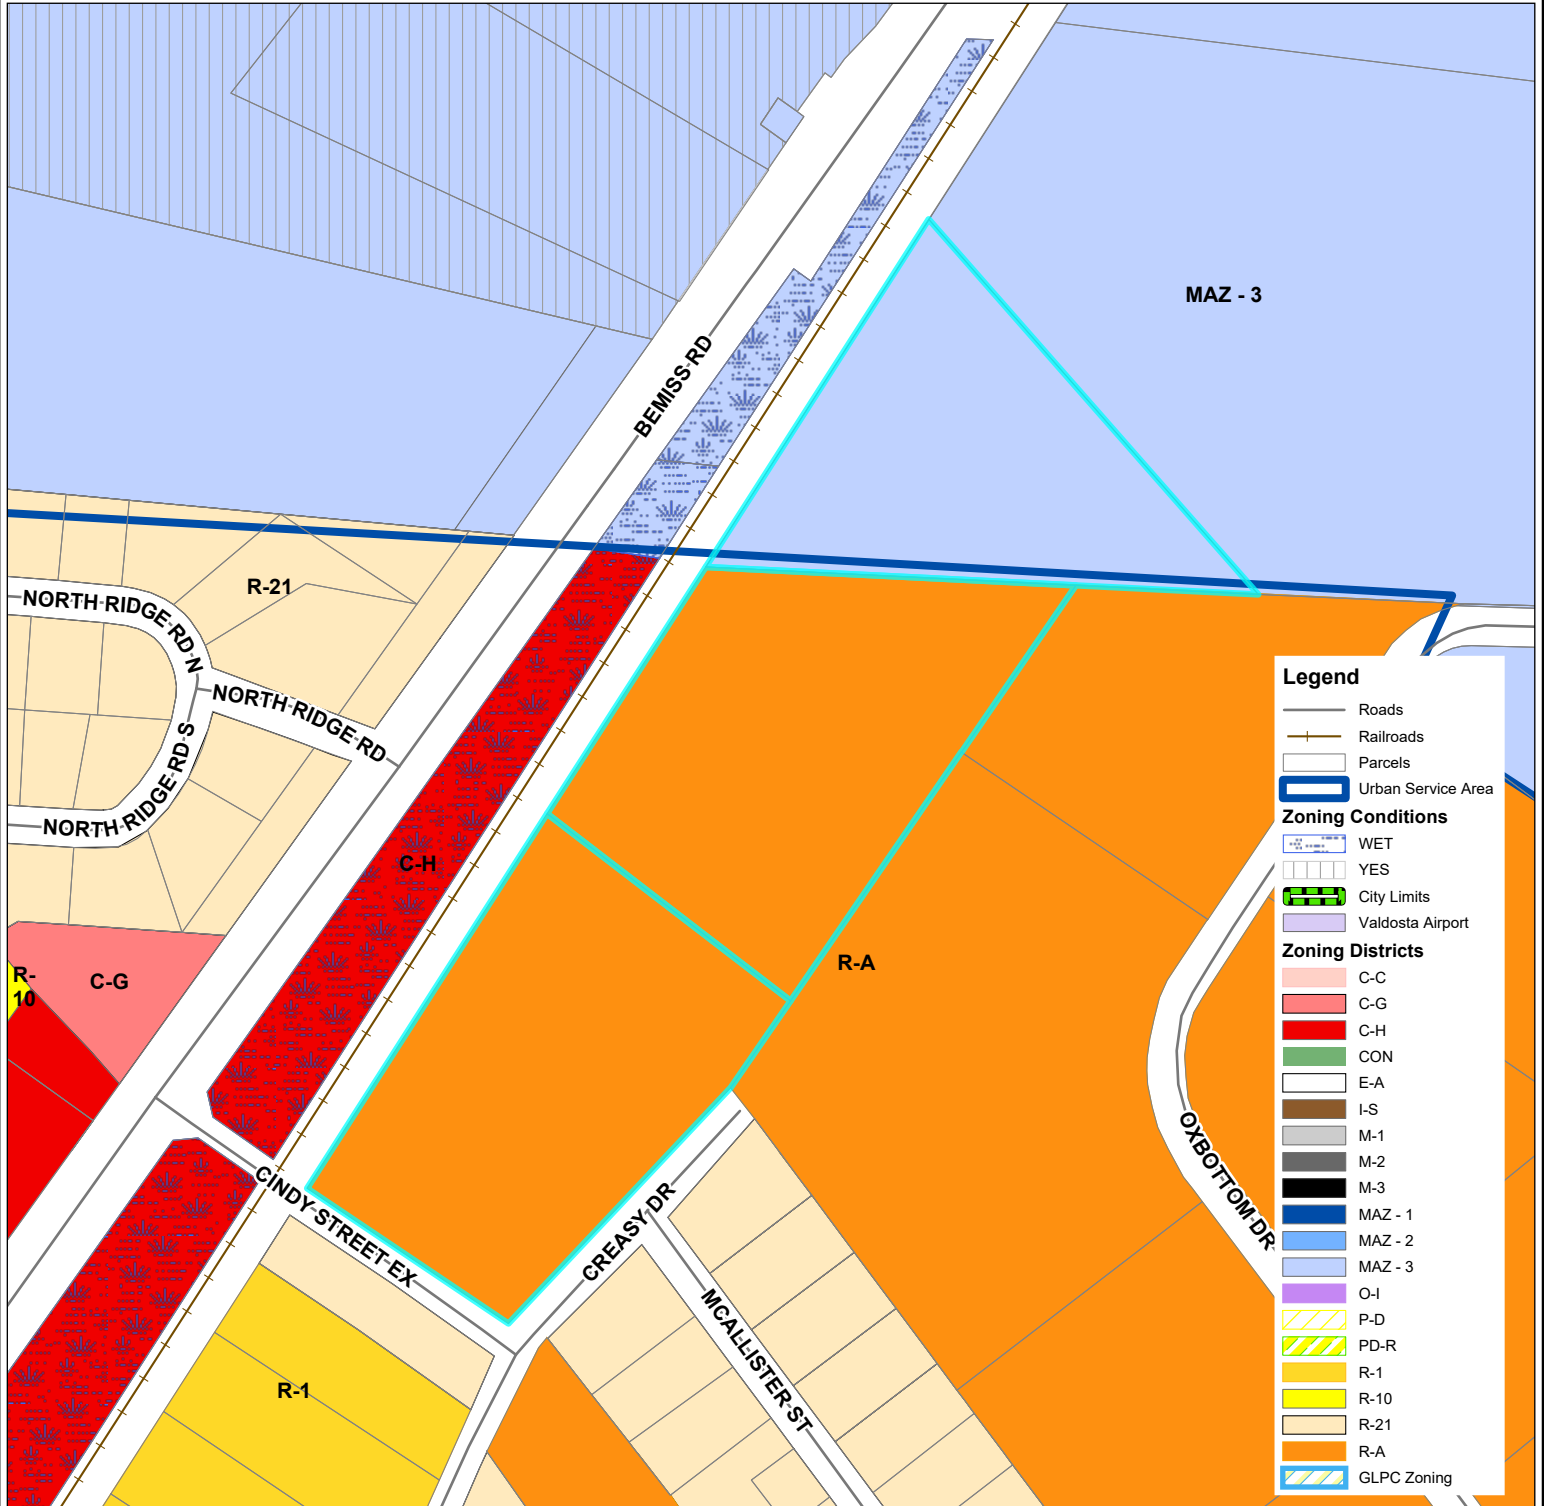 MAZ - 3
BEMISS RD
R-21
NORTH RIDGE RD N
NORTH RIDGE RD
NORTH RIDGE RD S
C-H
R-
10
C-G
R-A
CINDY STREET EX
CREASY DR
MCALLISTER ST
OXBOTTOM DR
R-1
Legend
Roads
Railroads
Parcels
Urban Service Area
Zoning Conditions
WET
YES
City Limits
Valdosta Airport
Zoning Districts
C-C
C-G
C-H
CON
E-A
I-S
M-1
M-2
M-3
MAZ - 1
MAZ - 2
MAZ - 3
O-I
P-D
PD-R
R-1
R-10
R-21
R-A
GLPC Zoning